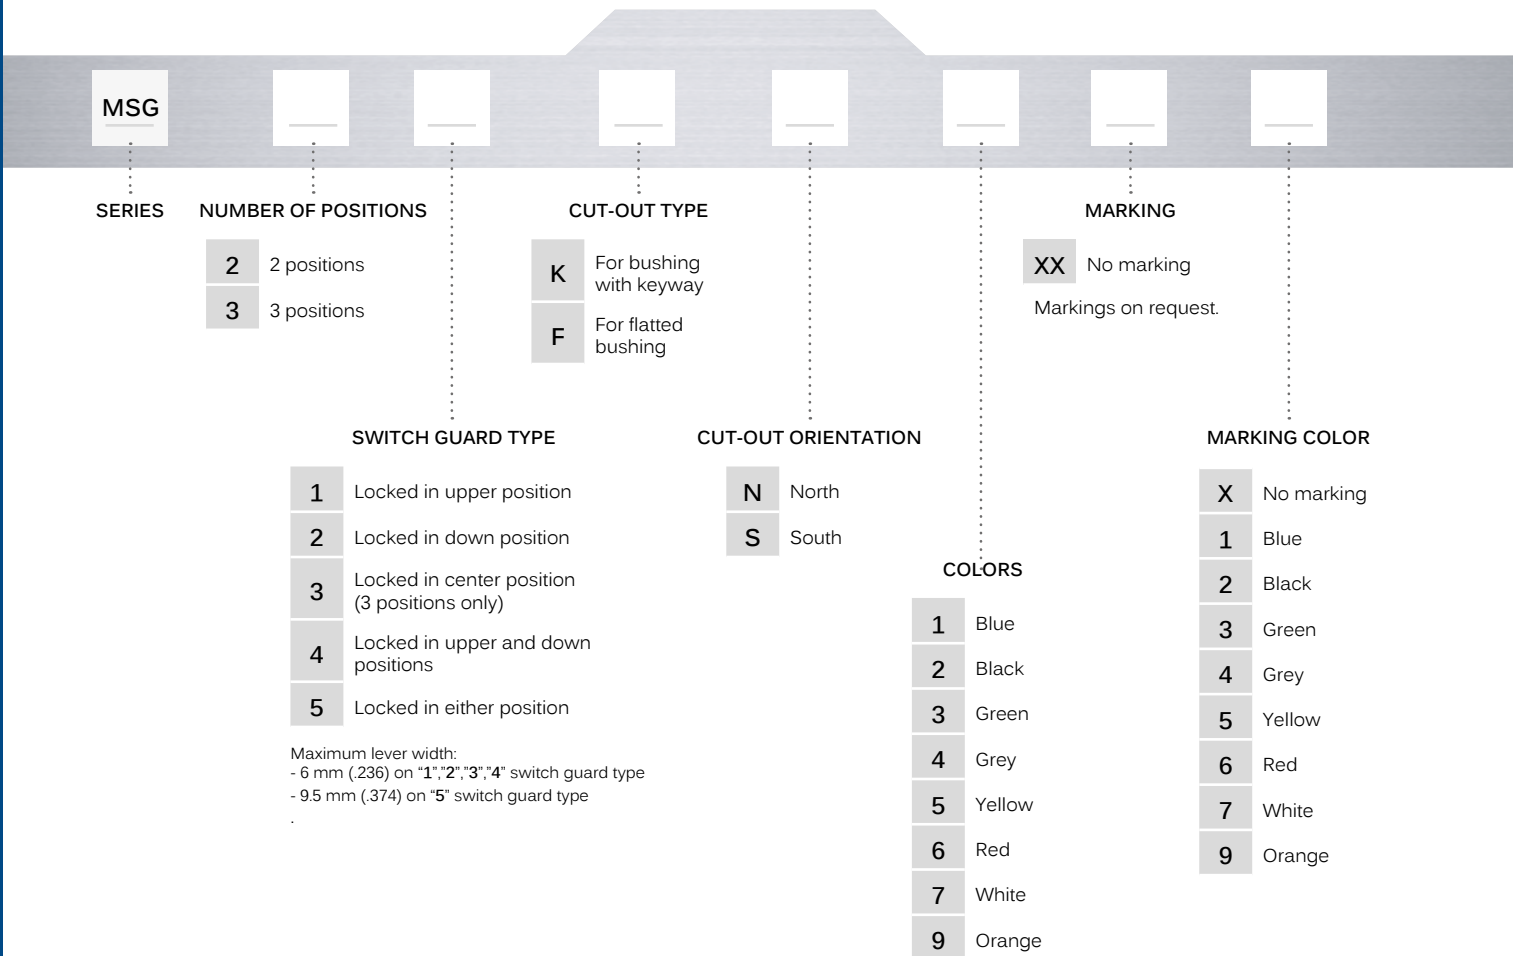 MSG
SERIES
NUMBER OF POSITIONS
2 2 positions
3 3 positions
CUT-OUT TYPE
K For bushing
with keyway
F For flatted
bushing
MARKING
XX No marking
Markings on request.
SWITCH GUARD TYPE
1 Locked in upper position
2 Locked in down position
3 Locked in center position
(3 positions only)
4 Locked in upper and down
positions
5 Locked in either position
Maximum lever width:
- 6 mm (.236) on “1”,”2”,”3”,”4” switch guard type
- 9.5 mm (.374) on “5” switch guard type
.
CUT-OUT ORIENTATION
N North
S South
COLORS
1 Blue
2 Black
3 Green
4 Grey
5 Yellow
6 Red
7 White
9 Orange
MARKING COLOR
X No marking
1 Blue
2 Black
3 Green
4 Grey
5 Yellow
6 Red
7 White
9 Orange